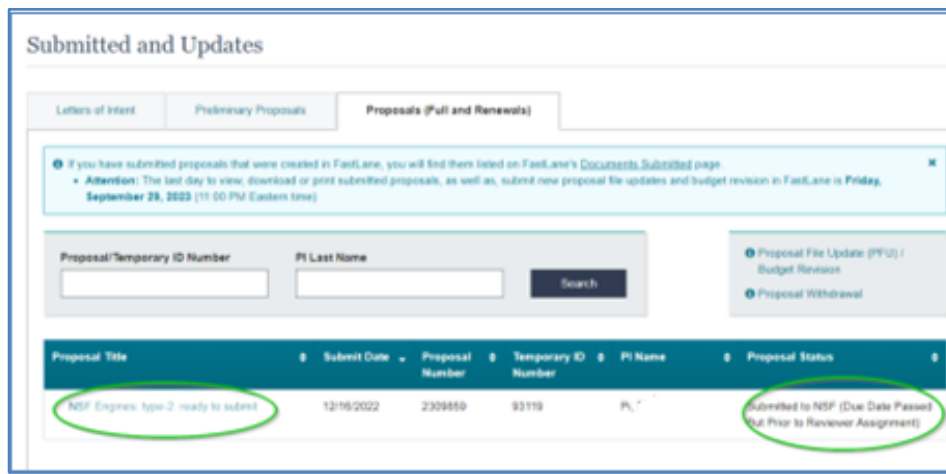 Submitted and Updates
Letters of Intent
Preliminary Proposals
Proposals (Full and Renewals)
If you have submitted proposals that were created in FastLane, you will find them listed on FastLane's Documents Submitted page.
Attention: The last day to view, download or print submitted proposals, as well as, submit new proposal file updates and budget revision in FastLane is Friday,
September 29, 2023 (11:00 PM Eastern time)
Proposal/Temporary ID Number
PI Last Name
Search
Proposal File Update (PFU) /
Budget Revision
Proposal Withdrawal
Proposal Title
Submit Date
Proposal
Number
Temporary ID
Number
PI Name
Proposal Status
NSF Engines: type-2: ready to submit
12/16/2022
2309859
93119
PI,
Submitted to NSF (Due Date Passed
But Prior to Reviewer Assignment)